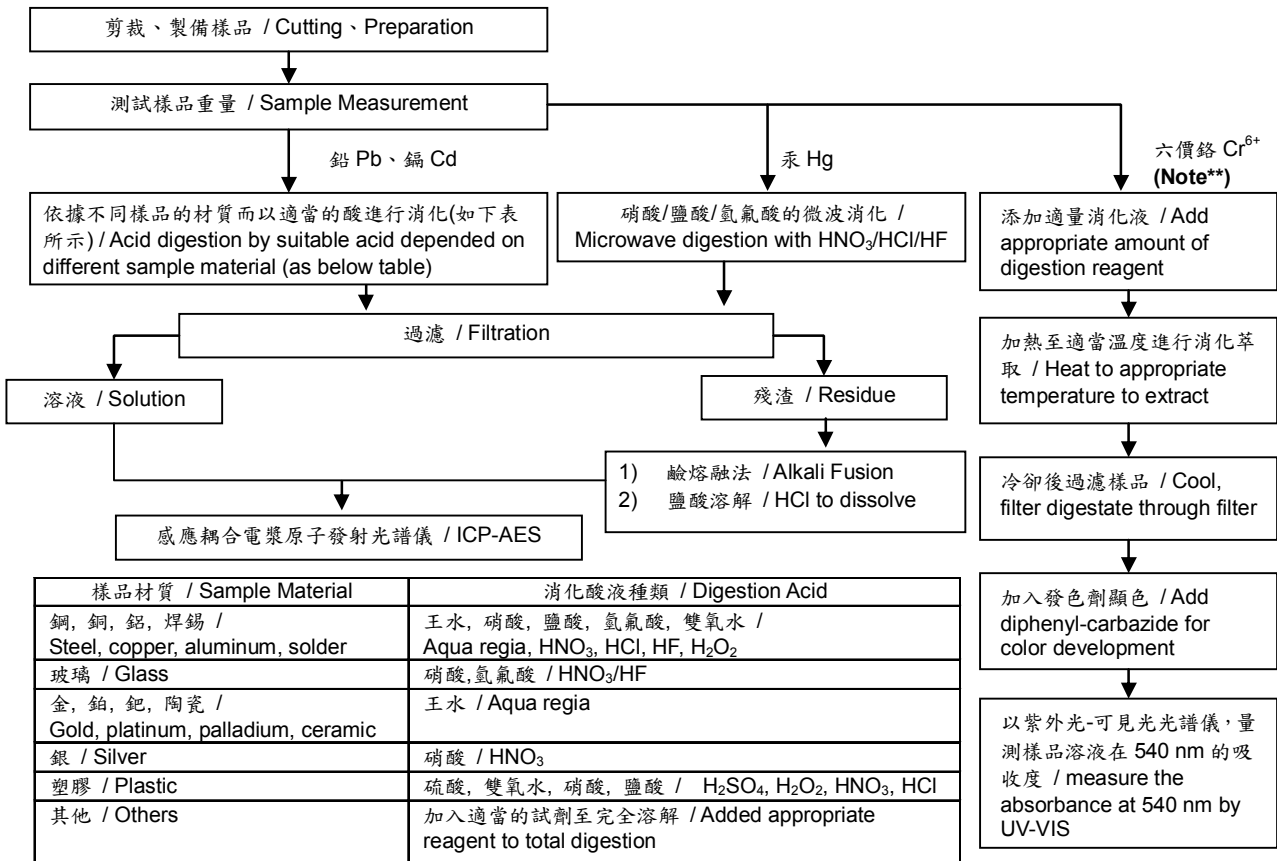 剪裁、製備樣品 / Cutting、Preparation
測試樣品重量 / Sample Measurement
鉛 Pb、鎘 Cd
汞 Hg
六價鉻 Cr⁶⁺
(Note**)
依據不同樣品的材質而以適當的酸進行消化(如下表
所示) / Acid digestion by suitable acid depended on
different sample material (as below table)
硝酸/鹽酸/氫氟酸的微波消化 /
Microwave digestion with HNO₃/HCl/HF
添加適量消化液 / Add
appropriate amount of
digestion reagent
過濾 / Filtration
加熱至適當溫度進行消化萃
取 / Heat to appropriate
temperature to extract
溶液 / Solution
殘渣 / Residue
1) 鹼熔融法 / Alkali Fusion
2) 鹽酸溶解 / HCl to dissolve
冷卻後過濾樣品 / Cool,
filter digestate through filter
感應耦合電漿原子發射光譜儀 / ICP-AES
加入發色劑顯色 / Add
diphenyl-carbazide for
color development
以紫外光-可見光光譜儀,量
測樣品溶液在 540 nm 的吸
收度 / measure the
absorbance at 540 nm by
UV-VIS
樣品材質 / Sample Material 消化酸液種類 / Digestion Acid
鋼, 銅, 鋁, 焊錫 / 王水, 硝酸, 鹽酸, 氫氟酸, 雙氧水 /
Steel, copper, aluminum, solder Aqua regia, HNO₃, HCl, HF, H₂O₂
玻璃 / Glass 硝酸,氫氟酸 / HNO₃/HF
金, 鉑, 鈀, 陶瓷 / 王水 / Aqua regia
Gold, platinum, palladium, ceramic
銀 / Silver 硝酸 / HNO₃
塑膠 / Plastic 硫酸, 雙氧水, 硝酸, 鹽酸 / H₂SO₄, H₂O₂, HNO₃, HCl
其他 / Others 加入適當的試劑至完全溶解 / Added appropriate
reagent to total digestion